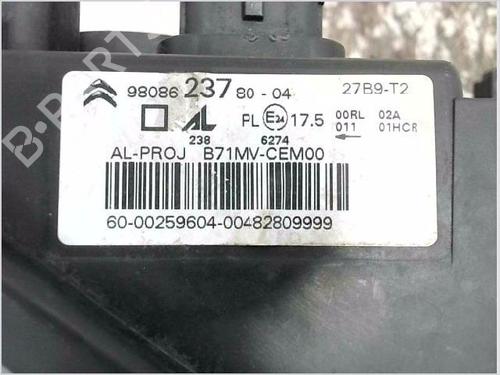 98086 237 80 - 04 27B9-T2
AL 238 PL E24 17.5 6274 00RL 02A
011 01HCR
AL-PROJ B71MV-CEM00
60-00259604-00482809999
B-PARTS